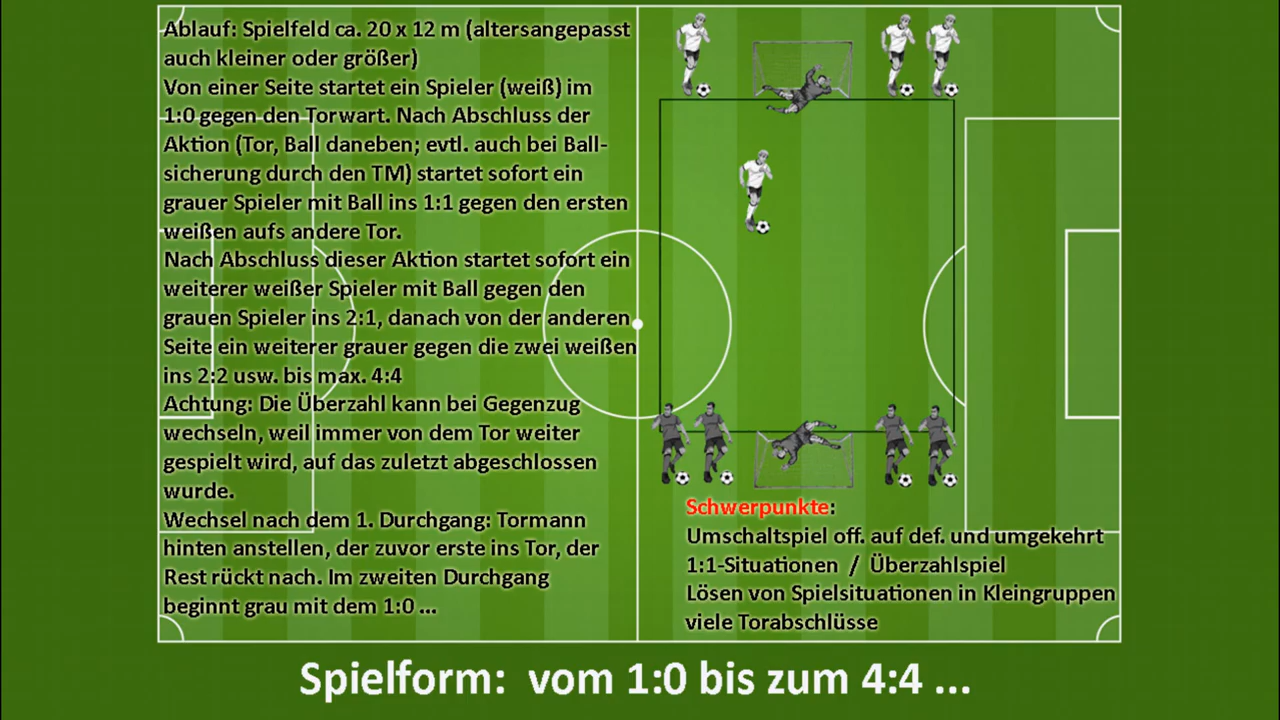 Ablauf: Spielfeld ca. 20 x 12 m (altersangepasst
auch kleiner oder größer)
Von einer Seite startet ein Spieler (weiß) im
1:0 gegen den Torwart. Nach Abschluss der
Aktion (Tor, Ball daneben; evtl. auch bei Ball-
sicherung durch den TM) startet sofort ein
grauer Spieler mit Ball ins 1:1 gegen den ersten
weißen aufs andere Tor.
Nach Abschluss dieser Aktion startet sofort ein
weiterer weißer Spieler mit Ball gegen den
grauen Spieler ins 2:1, danach von der anderen
Seite ein weiterer grauer gegen die zwei weißen
ins 2:2 usw. bis max. 4:4
Achtung: Die Überzahl kann bei Gegenzug
wechseln, weil immer von dem Tor weiter
gespielt wird, auf das zuletzt abgeschlossen
wurde.
Wechsel nach dem 1. Durchgang: Tormann
hinten anstellen, der zuvor erste ins Tor, der
Rest rückt nach. Im zweiten Durchgang
beginnt grau mit dem 1:0 ...
Schwerpunkte:
Umschaltspiel off. auf def. und umgekehrt
1:1-Situationen / Überzahlspiel
Lösen von Spielsituationen in Kleingruppen
viele Torabschlüsse
Spielform: vom 1:0 bis zum 4:4 ...